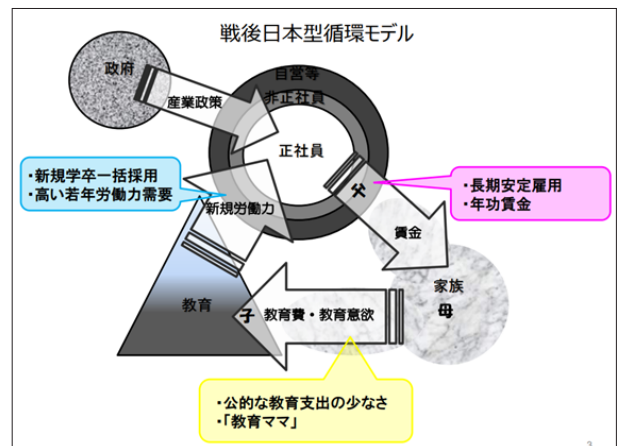 戦後日本型循環モデル
政府
産業政策
自営等
非正社員
正社員
・新規学卒一括採用
・高い若年労働力需要
新規労働力
父
・長期安定雇用
・年功賃金
賃金
家族
母
教育
子
教育費・教育意欲
・公的な教育支出の少なさ
・「教育ママ」
3